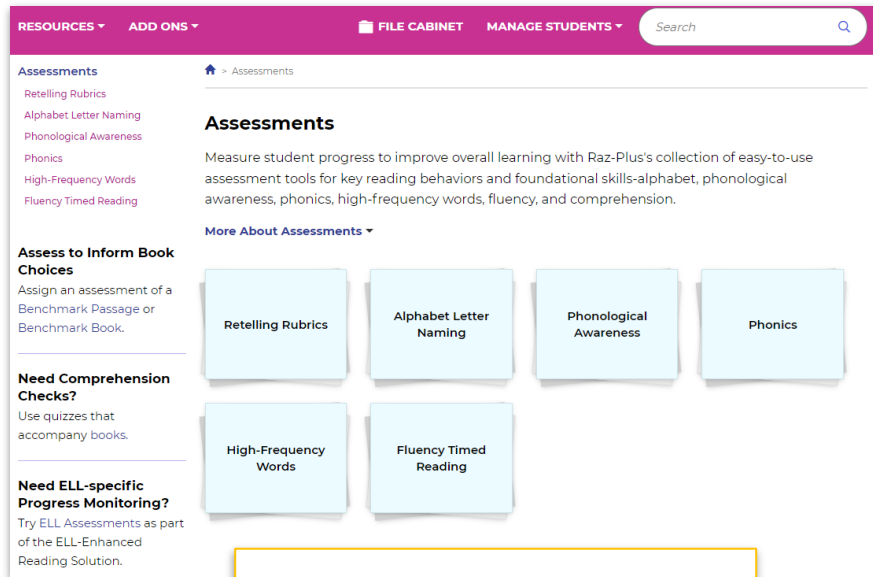 RESOURCES
ADD ONS
FILE CABINET
MANAGE STUDENTS
Search
Assessments
Retelling Rubrics
Alphabet Letter Naming
Phonological Awareness
Phonics
High-Frequency Words
Fluency Timed Reading
Assess to Inform Book
Choices
Assign an assessment of a
Benchmark Passage or
Benchmark Book.
Need Comprehension
Checks?
Use quizzes that
accompany books.
Need ELL-specific
Progress Monitoring?
Try ELL Assessments as part
of the ELL-Enhanced
Reading Solution.
> Assessments
Assessments
Measure student progress to improve overall learning with Raz-Plus's collection of easy-to-use
assessment tools for key reading behaviors and foundational skills-alphabet, phonological
awareness, phonics, high-frequency words, fluency, and comprehension.
More About Assessments
Retelling Rubrics
Alphabet Letter
Naming
Phonological
Awareness
Phonics
High-Frequency
Words
Fluency Timed
Reading